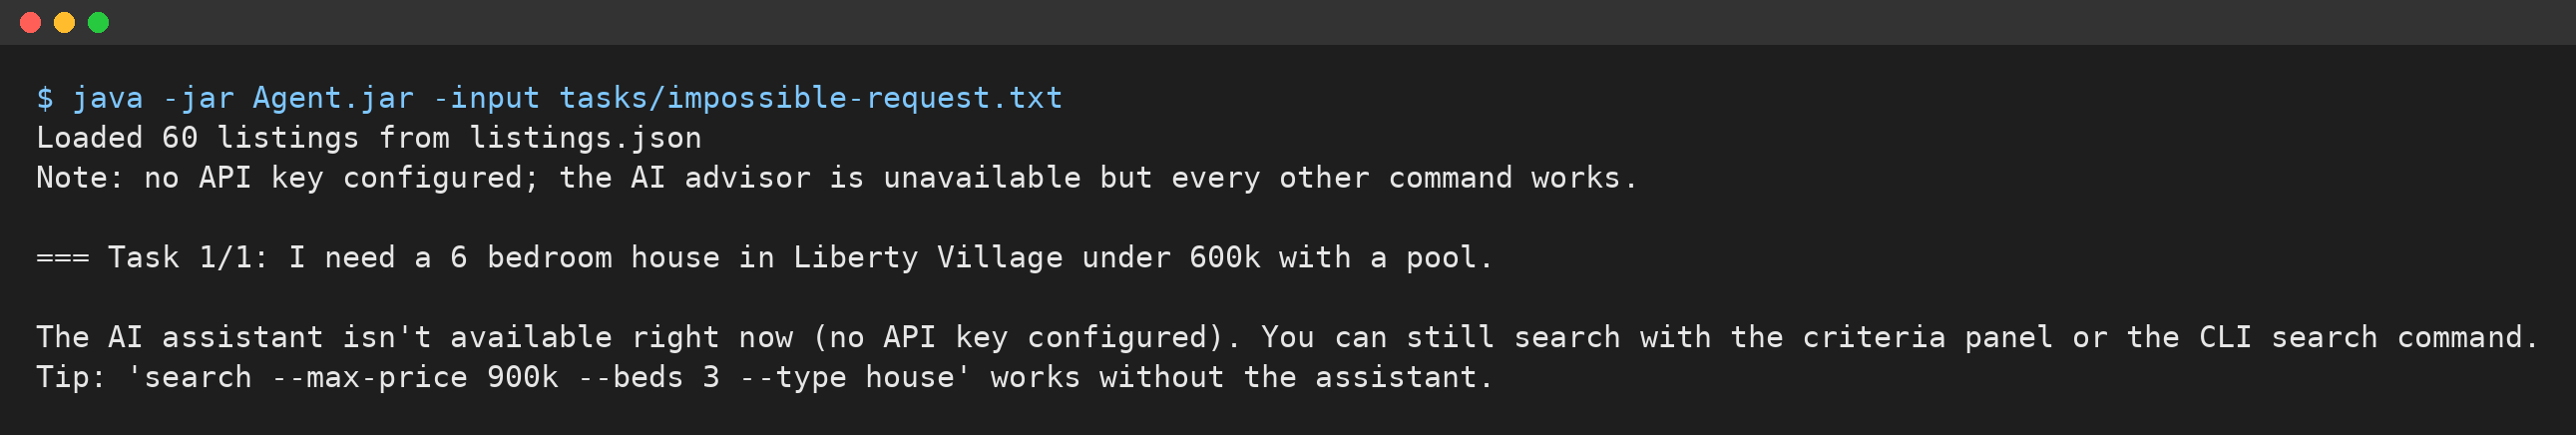 $ java -jar Agent.jar -input tasks/impossible-request.txt
Loaded 60 listings from listings.json
Note: no API key configured; the AI advisor is unavailable but every other command works.
=== Task 1/1: I need a 6 bedroom house in Liberty Village under 600k with a pool.
The AI assistant isn't available right now (no API key configured). You can still search with the criteria panel or the CLI search command.
Tip: 'search --max-price 900k --beds 3 --type house' works without the assistant.